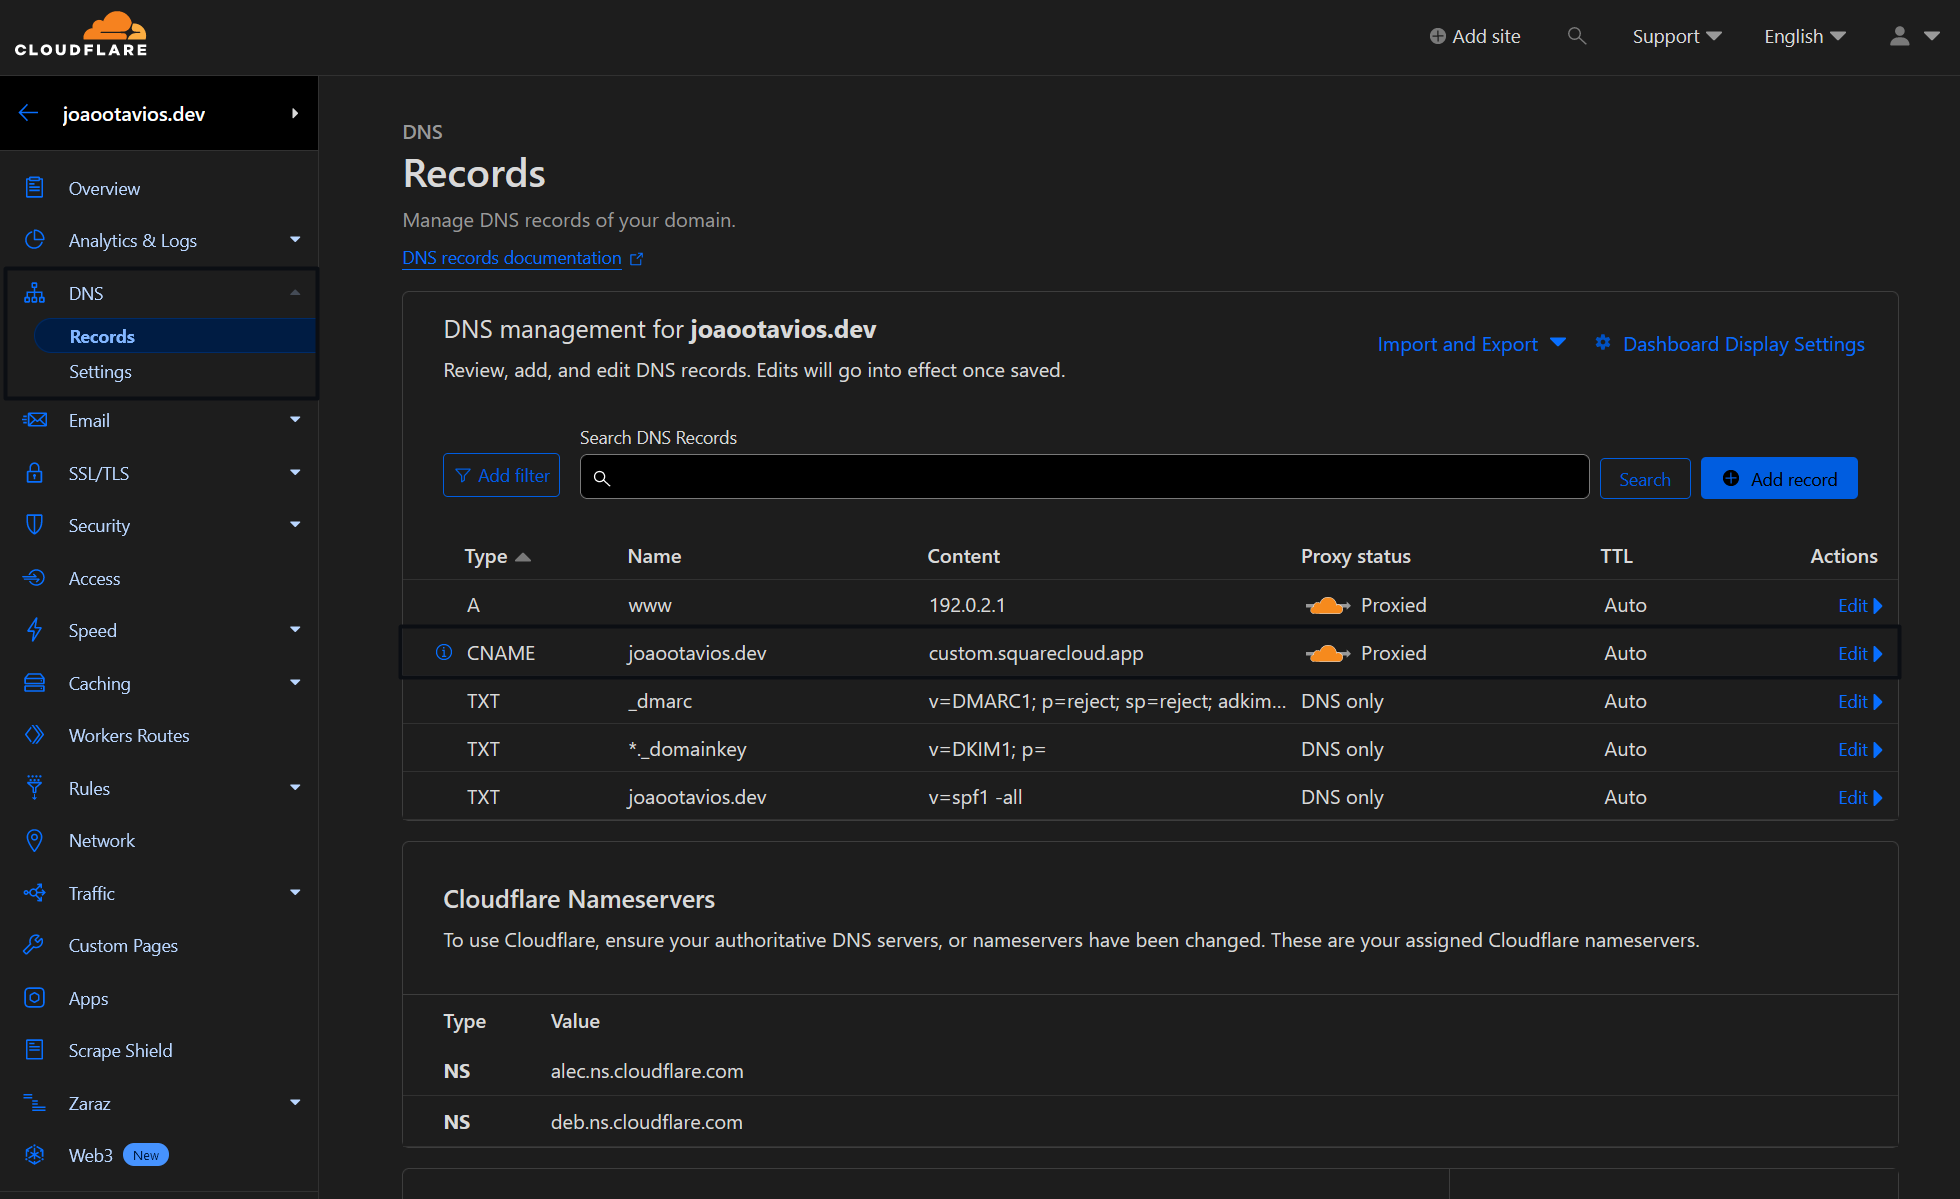 CLOUDFLARE
Add site
Support
English
joaootavios.dev
Overview
Analytics & Logs
DNS
Records
Settings
Email
SSL/TLS
Security
Access
Speed
Caching
Workers Routes
Rules
Network
Traffic
Custom Pages
Apps
Scrape Shield
Zaraz
Web3 New
DNS
Records
Manage DNS records of your domain.
DNS records documentation
DNS management for joaootavios.dev
Review, add, and edit DNS records. Edits will go into effect once saved.
Import and Export
Dashboard Display Settings
Search DNS Records
Add filter
Search
Add record
Type Name Content Proxy status TTL Actions
A www 192.0.2.1 Proxied Auto Edit
CNAME joaootavios.dev custom.squarecloud.app Proxied Auto Edit
TXT _dmarc v=DMARC1; p=reject; sp=reject; adkim... DNS only Auto Edit
TXT *._domainkey v=DKIM1; p= DNS only Auto Edit
TXT joaootavios.dev v=spf1 -all DNS only Auto Edit
Cloudflare Nameservers
To use Cloudflare, ensure your authoritative DNS servers, or nameservers have been changed. These are your assigned Cloudflare nameservers.
Type Value
NS alec.ns.cloudflare.com
NS deb.ns.cloudflare.com